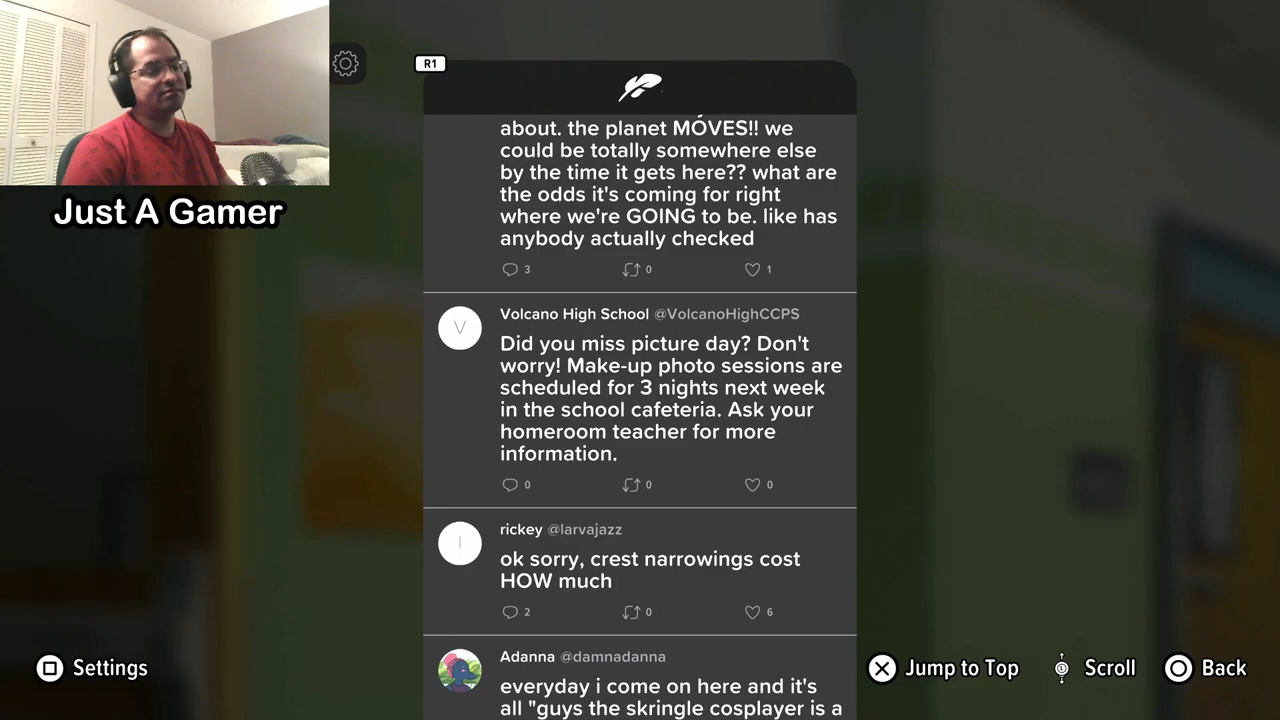 R1
about. the planet MOVES!! we
could be totally somewhere else
by the time it gets here?? what are
the odds it's coming for right
where we're GOING to be. like has
anybody actually checked
3 0 1
Just A Gamer
V
Volcano High School @VolcanoHighCCPS
Did you miss picture day? Don't
worry! Make-up photo sessions are
scheduled for 3 nights next week
in the school cafeteria. Ask your
homeroom teacher for more
information.
0 0 0
l
rickey @larvajazz
ok sorry, crest narrowings cost
HOW much
2 0 6
Adanna @damnadanna
everyday i come on here and it's
all "guys the skringle cosplayer is a
Settings
Jump to Top
Scroll
Back